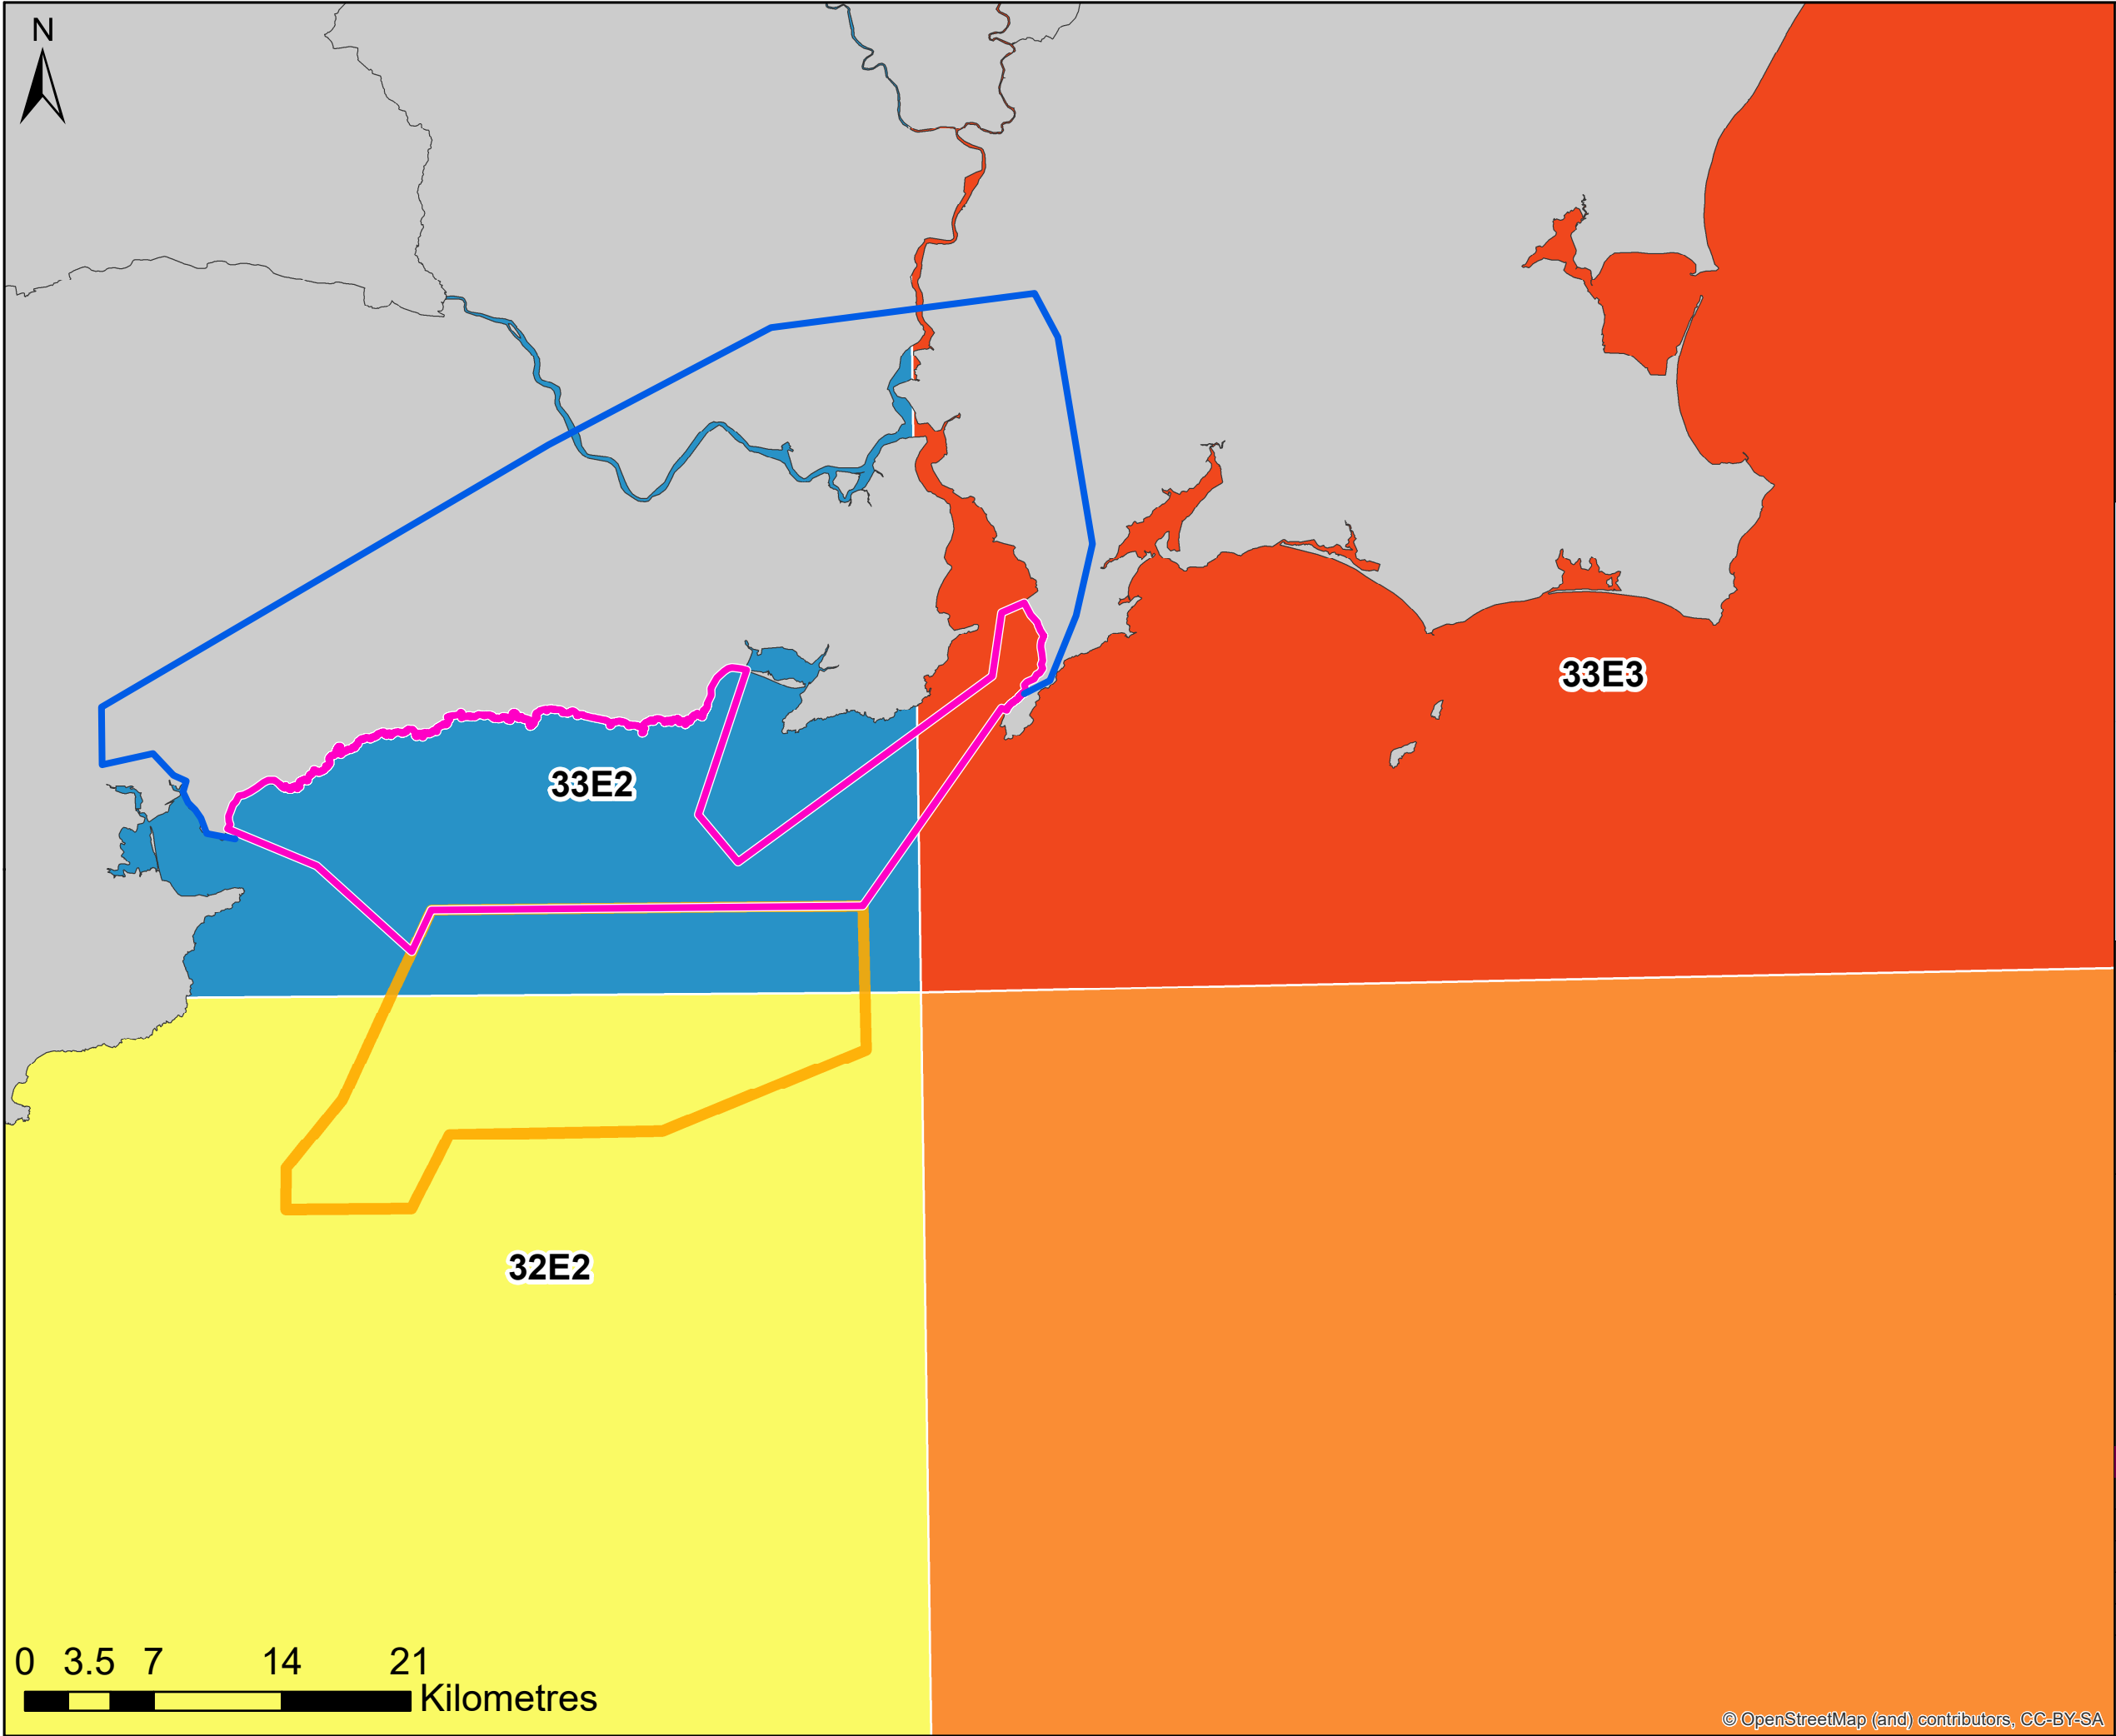 N
33E3
33E2
32E2
0 3.5 7 14 21
Kilometres
© OpenStreetMap (and) contributors, CC-BY-SA